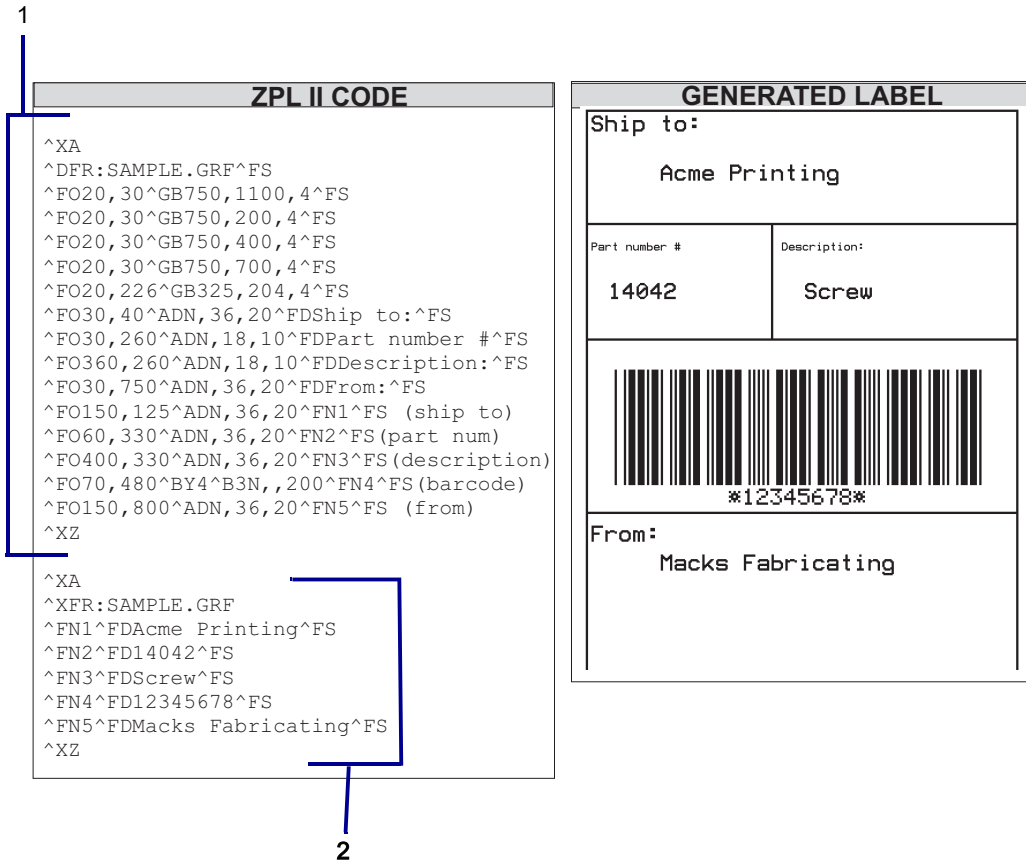 1
ZPL II CODE
^XA
^DFR:SAMPLE.GRF^FS
^FO20,30^GB750,1100,4^FS
^FO20,30^GB750,200,4^FS
^FO20,30^GB750,400,4^FS
^FO20,30^GB750,700,4^FS
^FO20,226^GB325,204,4^FS
^FO30,40^ADN,36,20^FDShip to:^FS
^FO30,260^ADN,18,10^FDPart number #^FS
^FO360,260^ADN,18,10^FDDescription:^FS
^FO30,750^ADN,36,20^FDFrom:^FS
^FO150,125^ADN,36,20^FN1^FS (ship to)
^FO60,330^ADN,36,20^FN2^FS(part num)
^FO400,330^ADN,36,20^FN3^FS(description)
^FO70,480^BY4^B3N,,200^FN4^FS(barcode)
^FO150,800^ADN,36,20^FN5^FS (from)
^XZ
^XA
^XFR:SAMPLE.GRF
^FN1^FDAcme Printing^FS
^FN2^FD14042^FS
^FN3^FDScrew^FS
^FN4^FD12345678^FS
^FN5^FDMacks Fabricating^FS
^XZ
2
GENERATED LABEL
Ship to:
Acme Printing
Part number #
Description:
14042
Screw
*12345678*
From:
Macks Fabricating